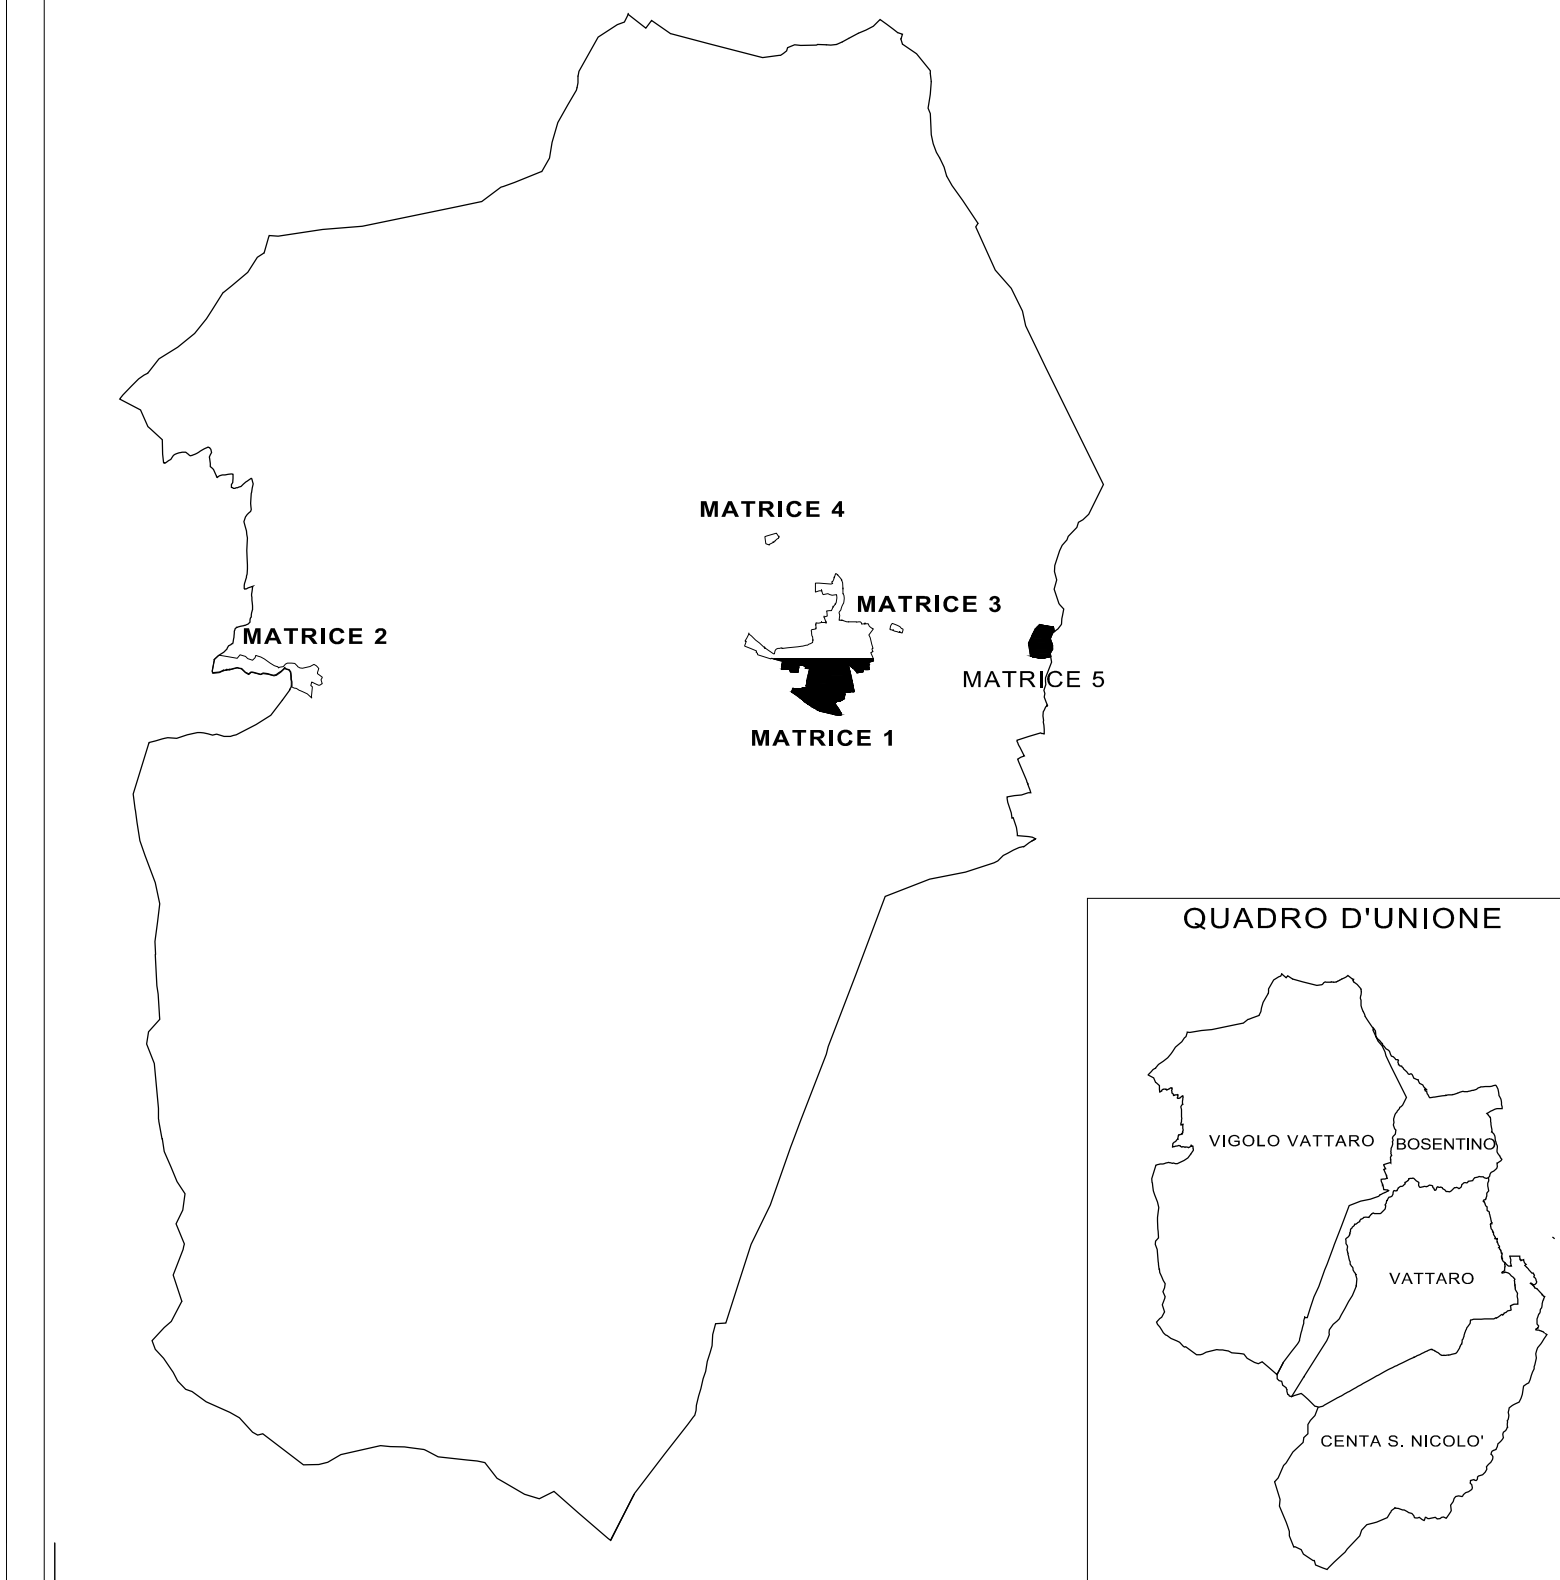 MATRICE 4
MATRICE 3
MATRICE 2
MATRICE 5
MATRICE 1
QUADRO D'UNIONE
VIGOLO VATTARO
BOSENTINO
VATTARO
CENTA S. NICOLO'